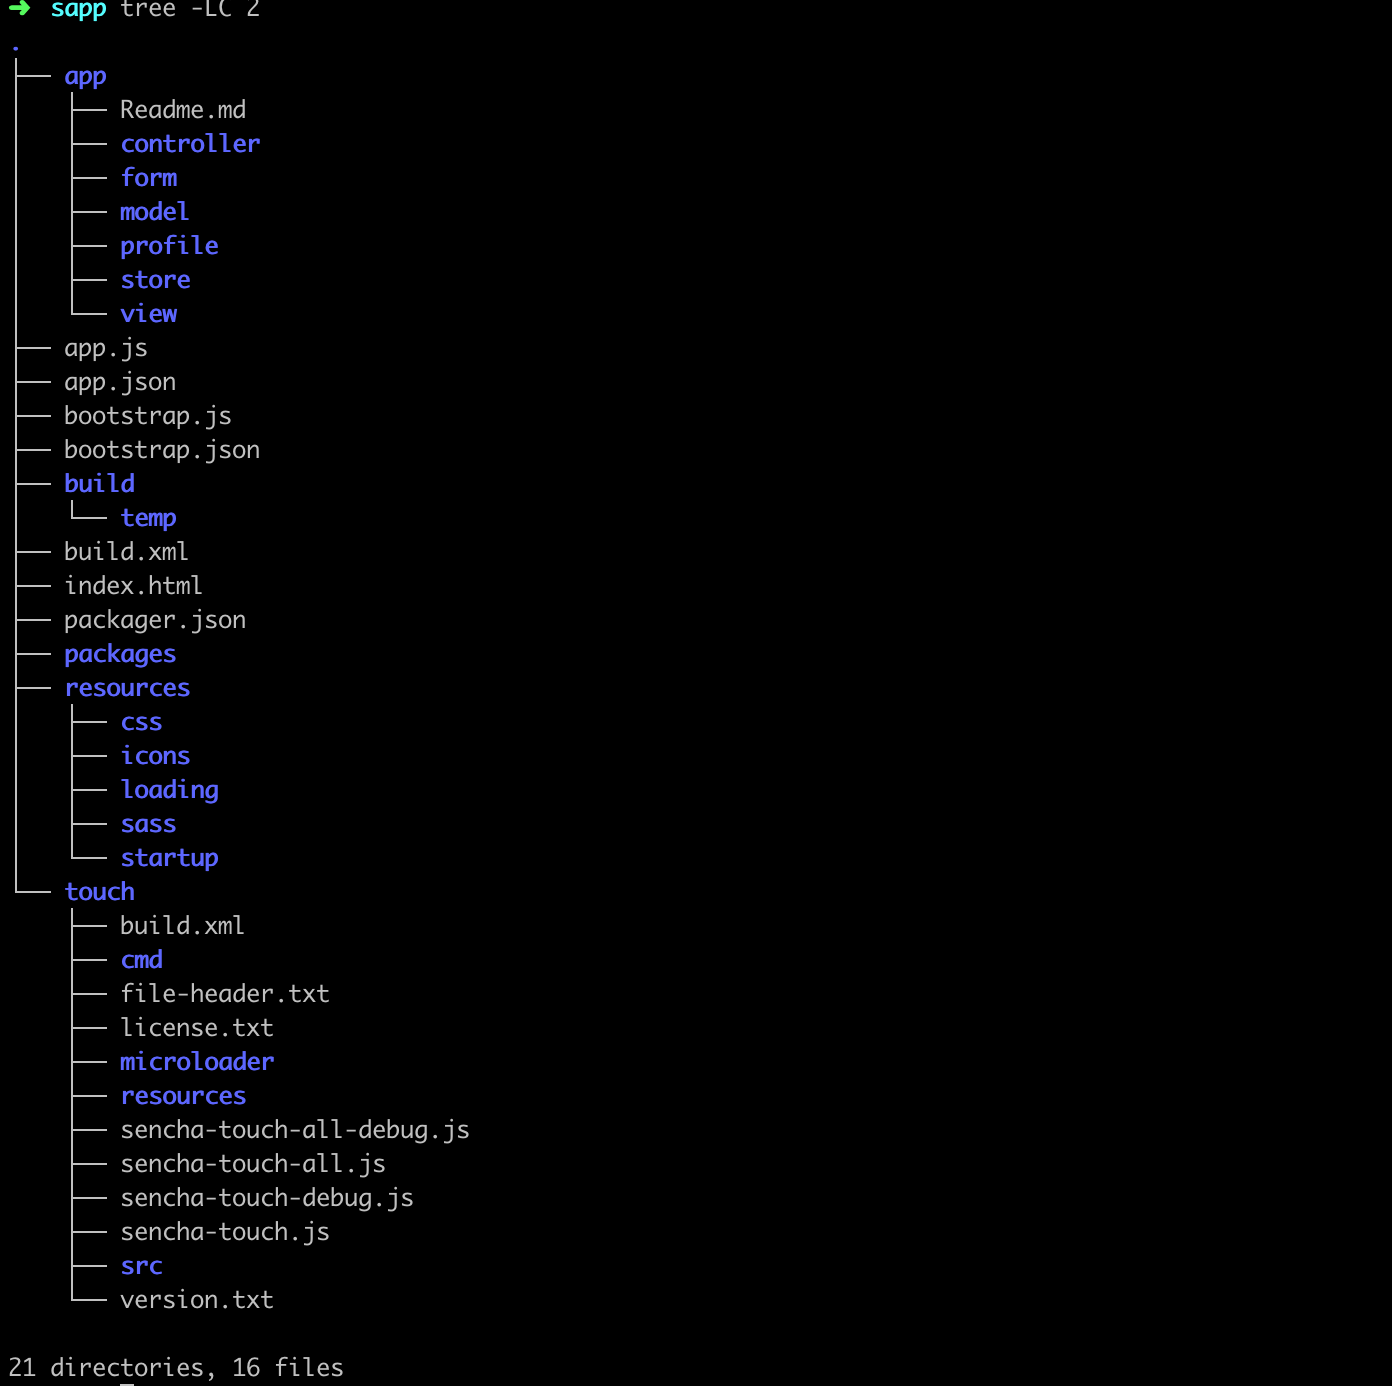 ➜  sapp tree -LC 2
.
├── app
│   ├── Readme.md
│   ├── controller
│   ├── form
│   ├── model
│   ├── profile
│   ├── store
│   └── view
├── app.js
├── app.json
├── bootstrap.js
├── bootstrap.json
├── build
│   └── temp
├── build.xml
├── index.html
├── packager.json
├── packages
├── resources
│   ├── css
│   ├── icons
│   ├── loading
│   ├── sass
│   └── startup
└── touch
    ├── build.xml
    ├── cmd
    ├── file-header.txt
    ├── license.txt
    ├── microloader
    ├── resources
    ├── sencha-touch-all-debug.js
    ├── sencha-touch-all.js
    ├── sencha-touch-debug.js
    ├── sencha-touch.js
    ├── src
    └── version.txt

21 directories, 16 files